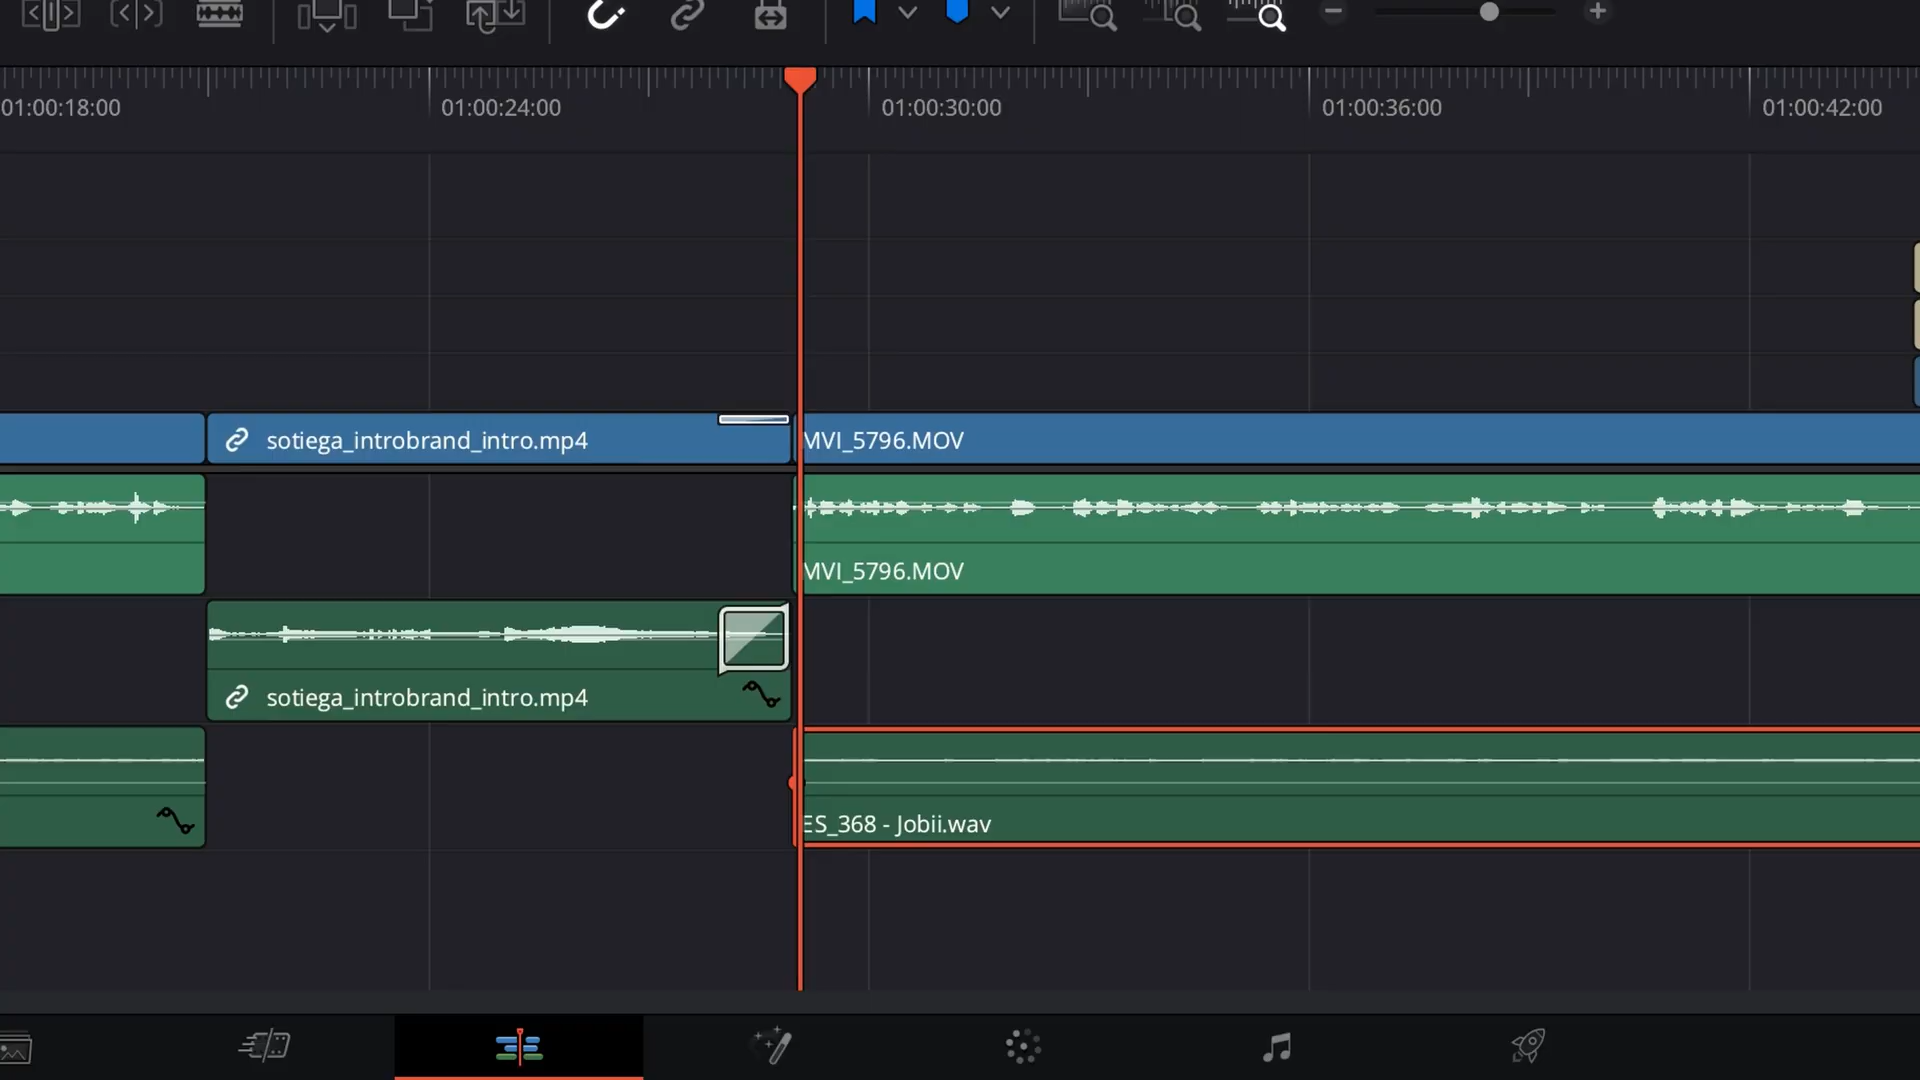 01:00:18:00
01:00:24:00
01:00:30:00
01:00:36:00
01:00:42:00
sotiega_introbrand_intro.mp4
MVI_5796.MOV
MVI_5796.MOV
sotiega_introbrand_intro.mp4
ES_368 - Jobii.wav